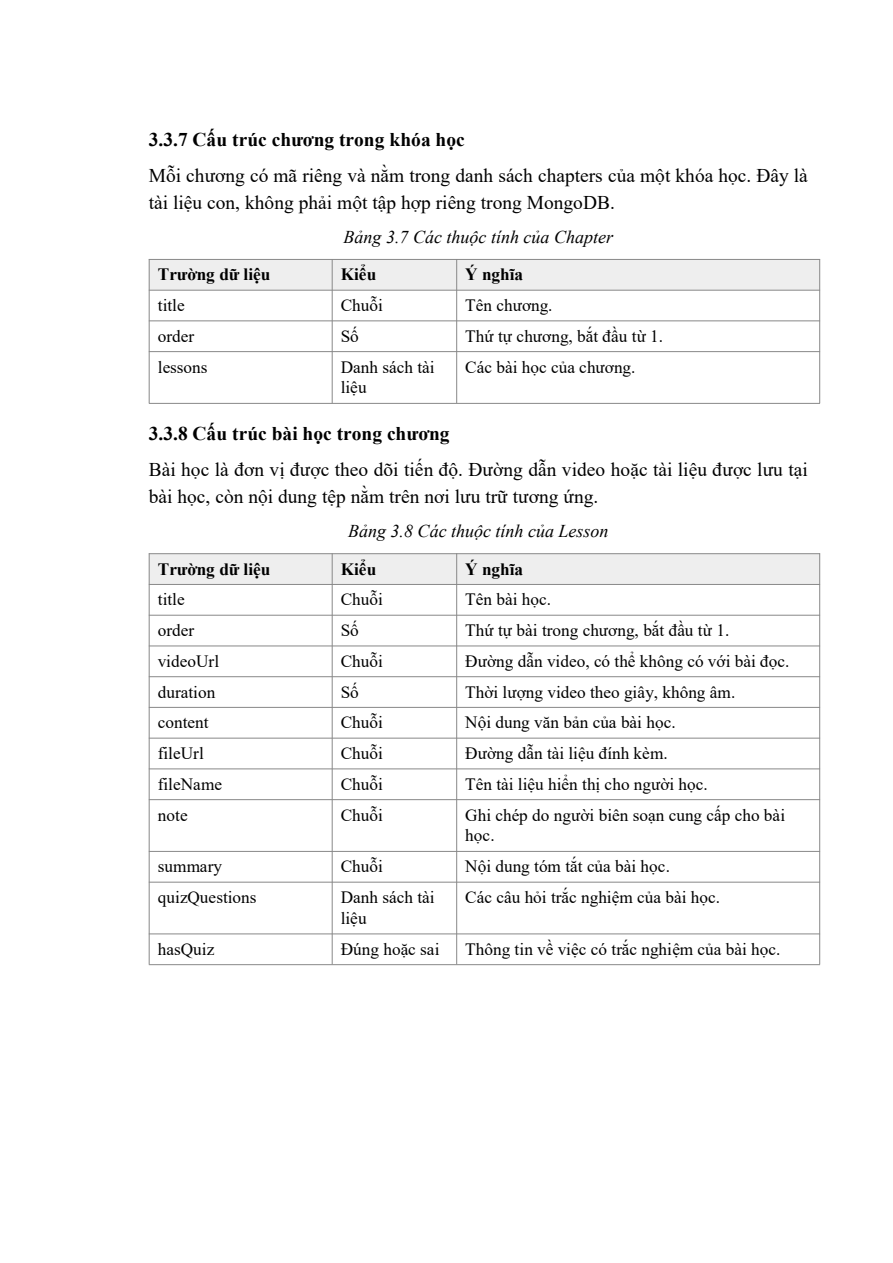 3.3.7 Cấu trúc chương trong khóa học
Mỗi chương có mã riêng và nằm trong danh sách chapters của một khóa học. Đây là
tài liệu con, không phải một tập hợp riêng trong MongoDB.
Bảng 3.7 Các thuộc tính của Chapter
Trường dữ liệu Kiểu Ý nghĩa
title Chuỗi Tên chương.
order Số Thứ tự chương, bắt đầu từ 1.
lessons Danh sách tài Các bài học của chương.
liệu
3.3.8 Cấu trúc bài học trong chương
Bài học là đơn vị được theo dõi tiến độ. Đường dẫn video hoặc tài liệu được lưu tại
bài học, còn nội dung tệp nằm trên nơi lưu trữ tương ứng.
Bảng 3.8 Các thuộc tính của Lesson
Trường dữ liệu Kiểu Ý nghĩa
title Chuỗi Tên bài học.
order Số Thứ tự bài trong chương, bắt đầu từ 1.
videoUrl Chuỗi Đường dẫn video, có thể không có với bài đọc.
duration Số Thời lượng video theo giây, không âm.
content Chuỗi Nội dung văn bản của bài học.
fileUrl Chuỗi Đường dẫn tài liệu đính kèm.
fileName Chuỗi Tên tài liệu hiển thị cho người học.
note Chuỗi Ghi chép do người biên soạn cung cấp cho bài
học.
summary Chuỗi Nội dung tóm tắt của bài học.
quizQuestions Danh sách tài Các câu hỏi trắc nghiệm của bài học.
liệu
hasQuiz Đúng hoặc sai Thông tin về việc có trắc nghiệm của bài học.